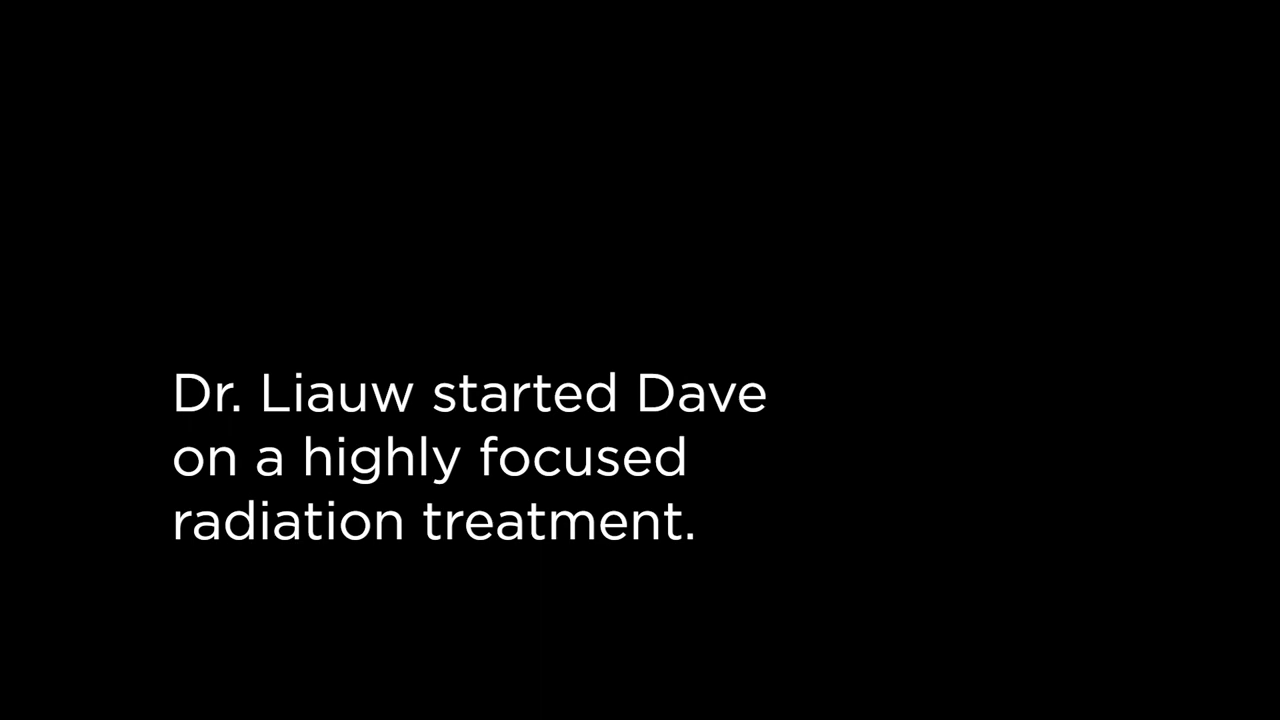 Dr. Liauw started Dave
on a highly focused
radiation treatment.